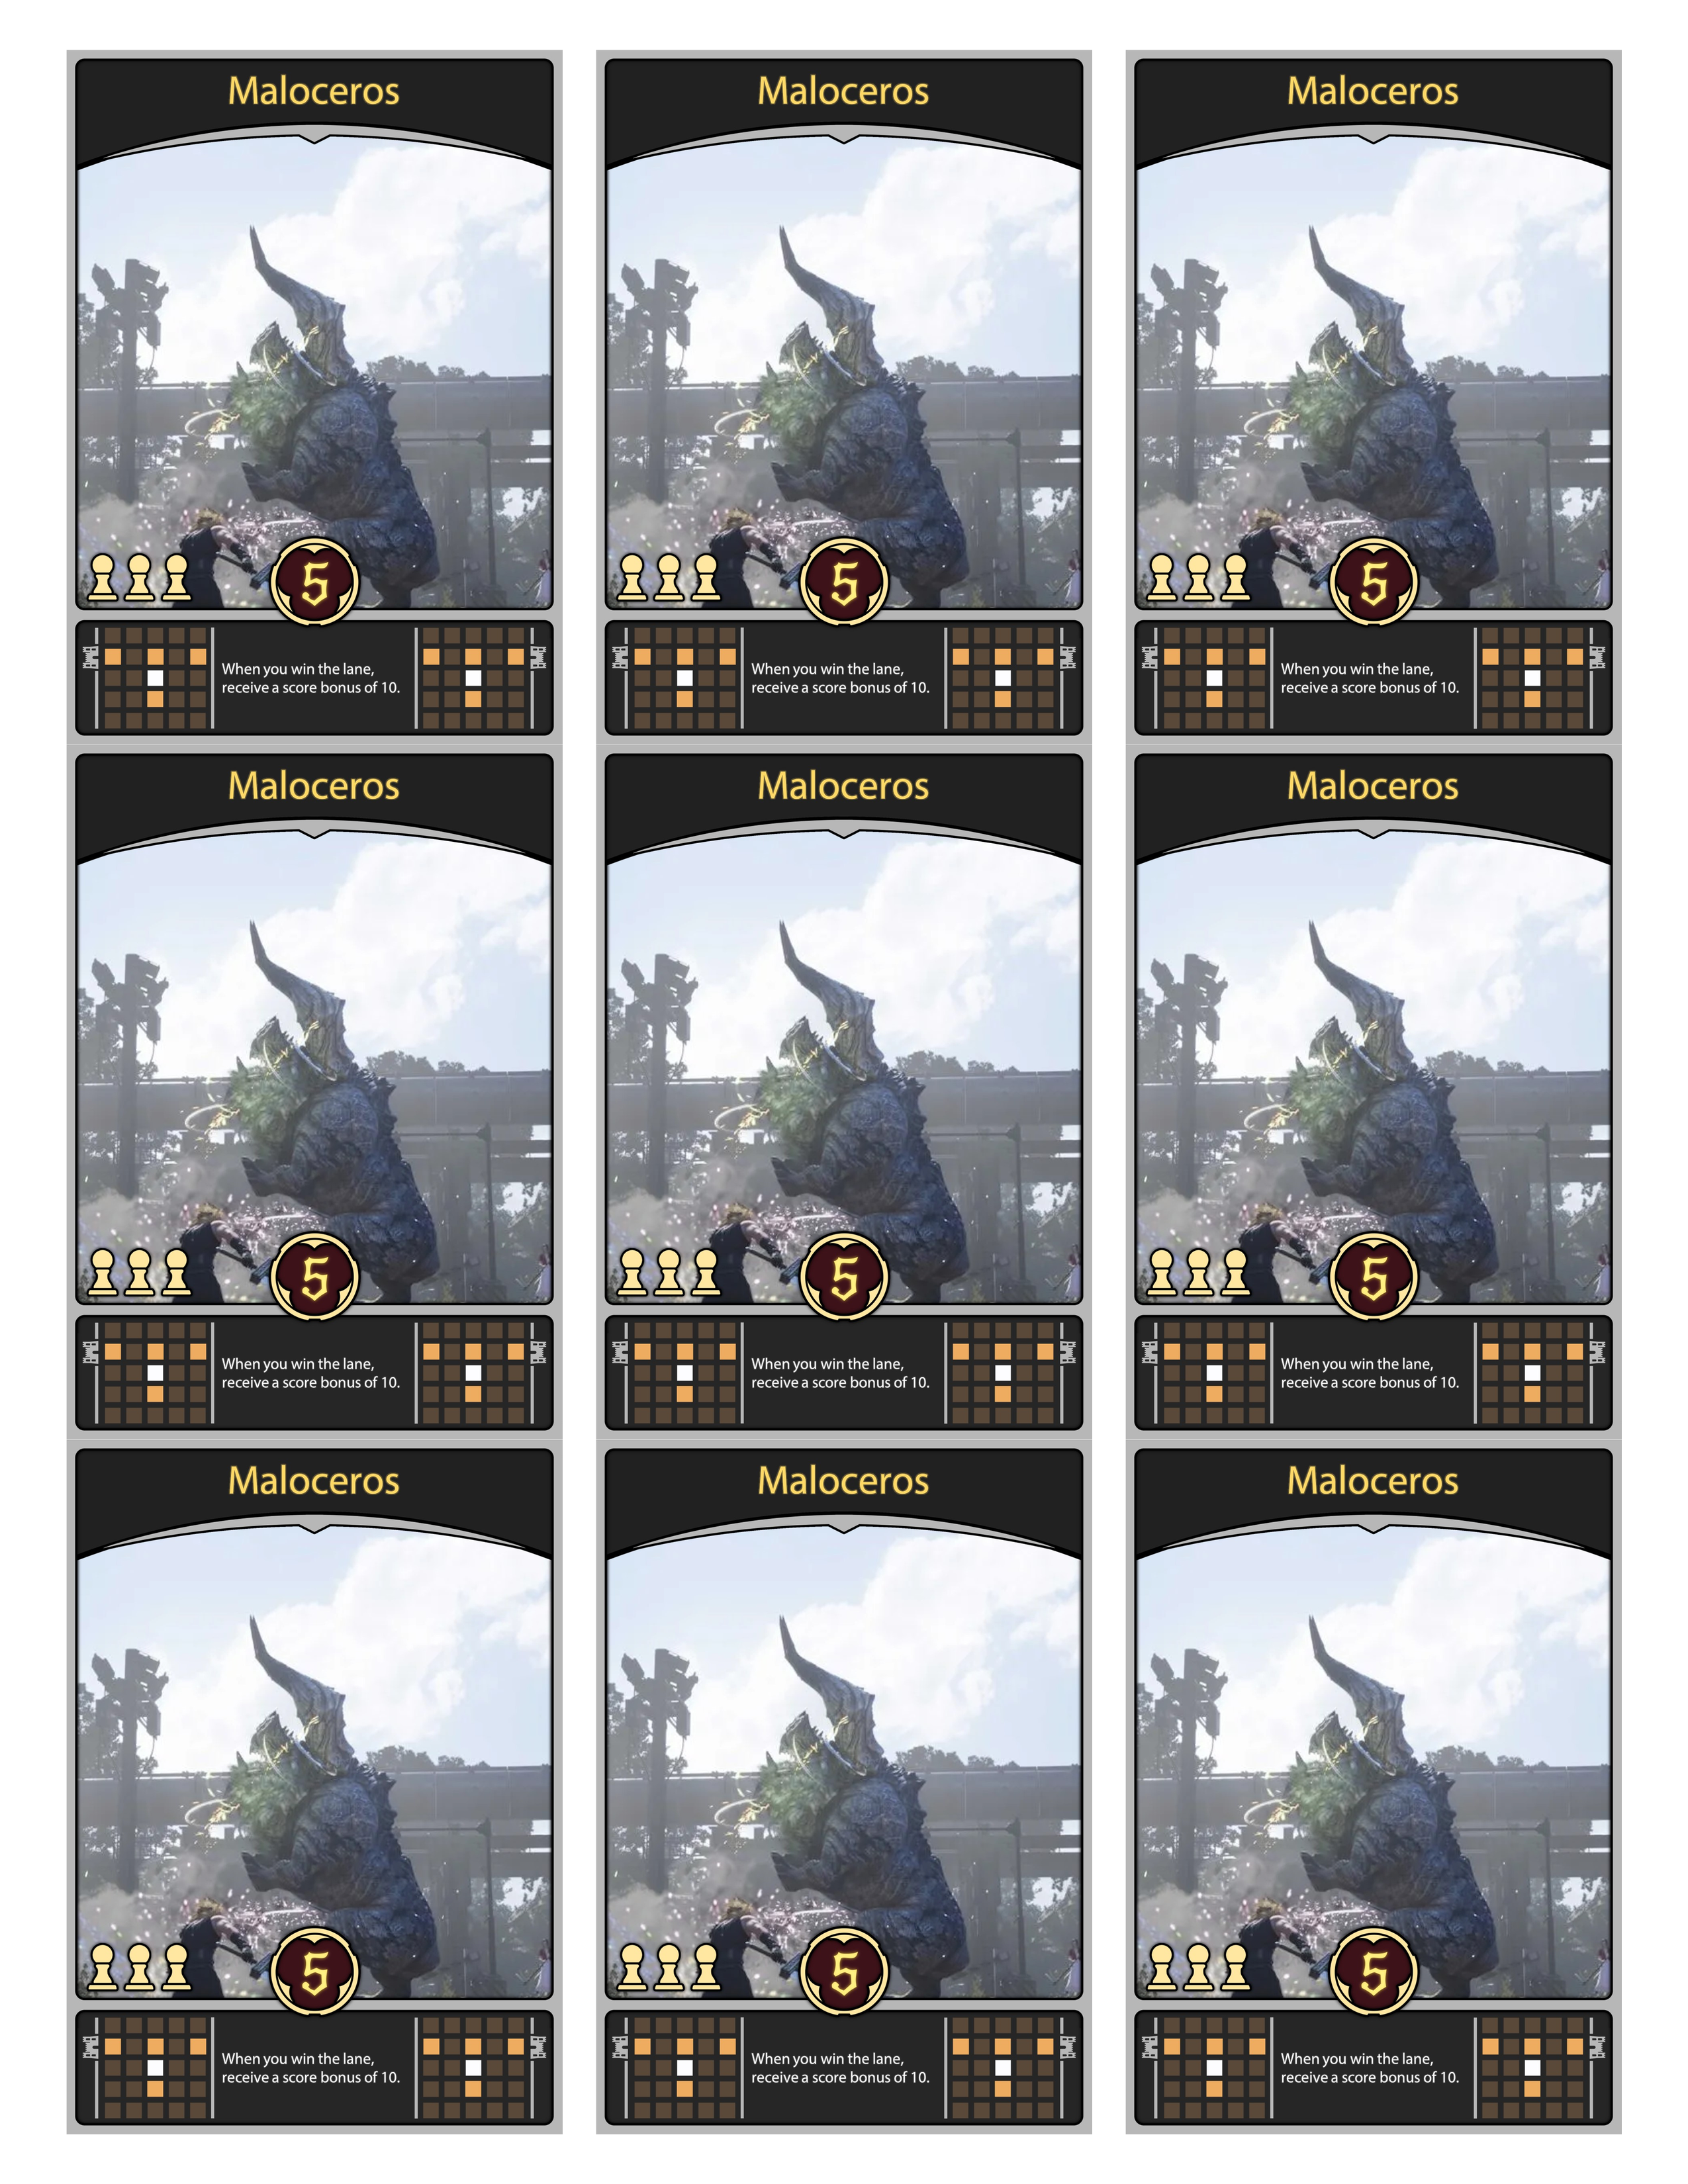 Maloceros
5
When you win the lane,
receive a score bonus of 10.
Maloceros
5
When you win the lane,
receive a score bonus of 10.
Maloceros
5
When you win the lane,
receive a score bonus of 10.
Maloceros
5
When you win the lane,
receive a score bonus of 10.
Maloceros
5
When you win the lane,
receive a score bonus of 10.
Maloceros
5
When you win the lane,
receive a score bonus of 10.
Maloceros
5
When you win the lane,
receive a score bonus of 10.
Maloceros
5
When you win the lane,
receive a score bonus of 10.
Maloceros
5
When you win the lane,
receive a score bonus of 10.